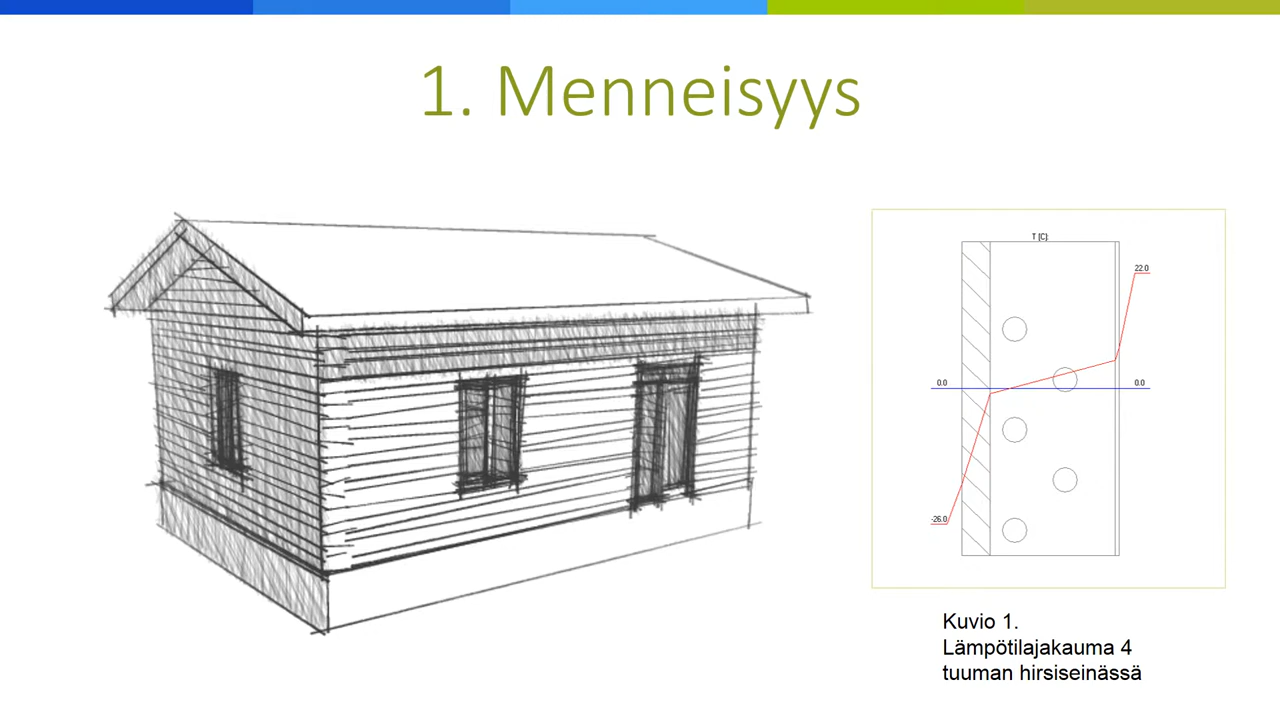 1. Menneisyys
T [C]
22.0
0.0
0.0
-26.0
Kuvio 1.
Lämpötilajakauma 4
tuuman hirsiseinässä